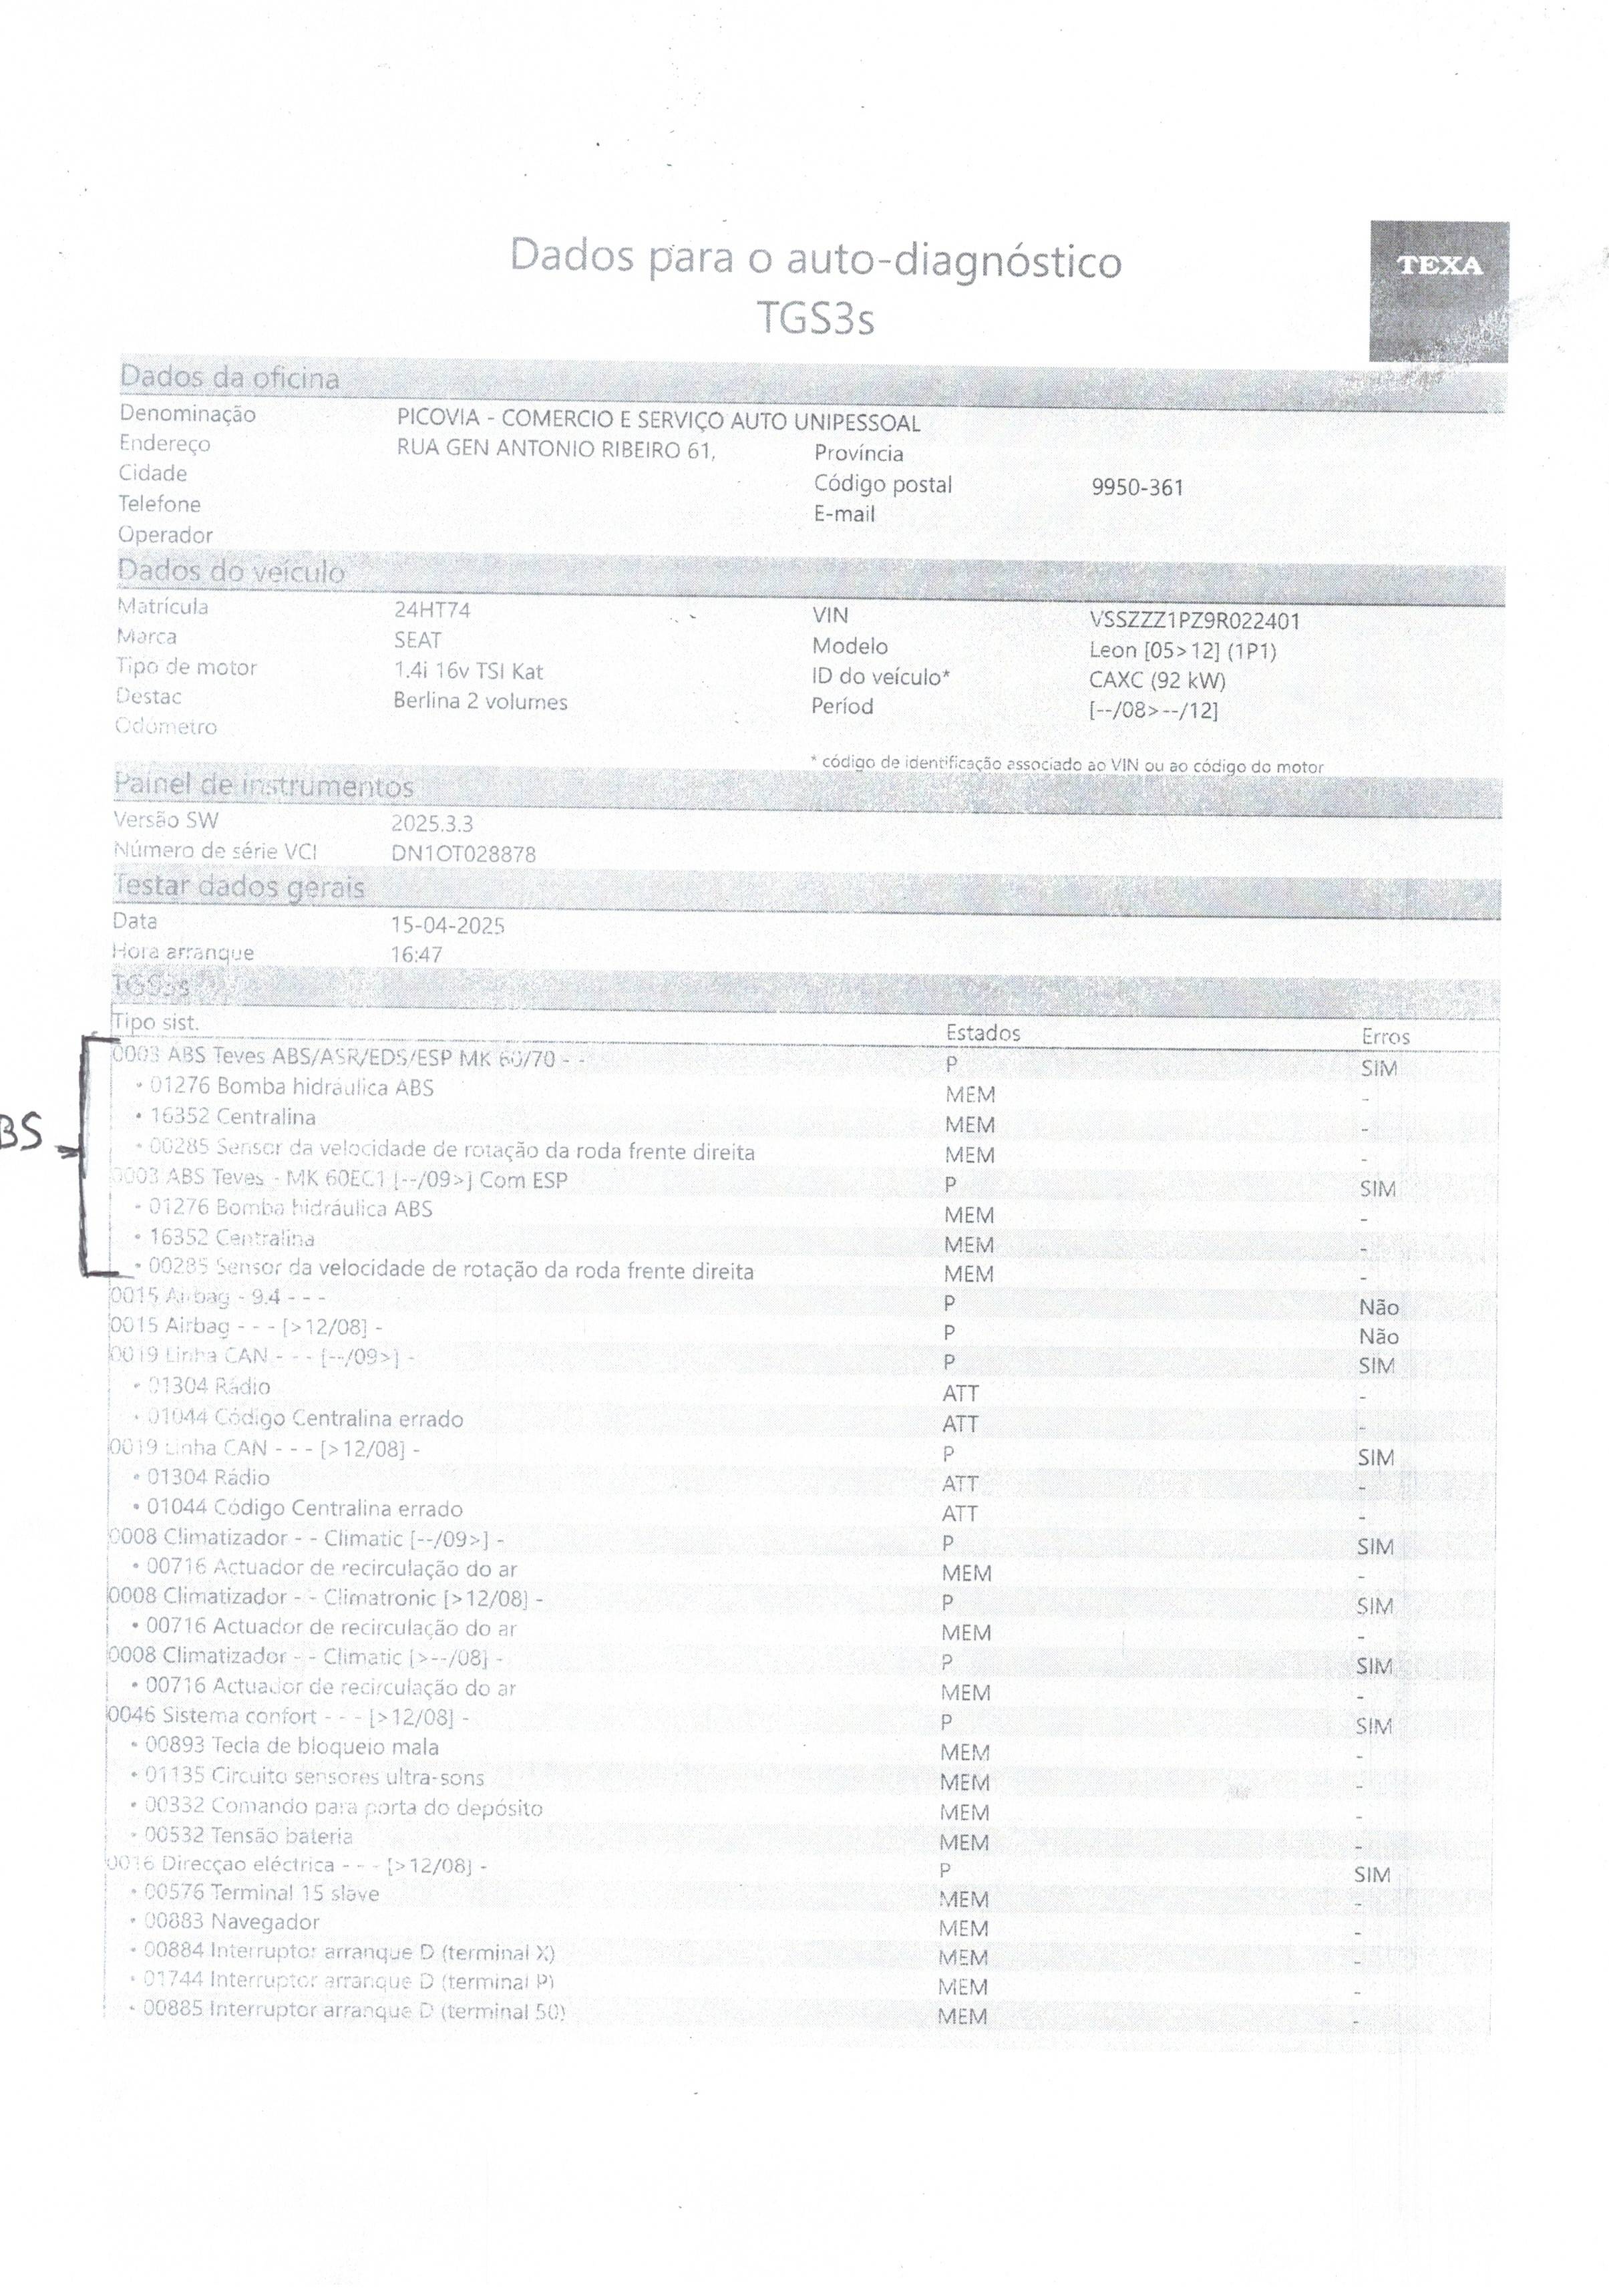 Dados para o auto-diagnóstico
TGS3s
TEXA
Dados da oficina
Denominação PICOVIA - COMERCIO E SERVIÇO AUTO UNIPESSOAL
Endereço RUA GEN ANTONIO RIBEIRO 61, Província
Cidade Código postal 9950-361
Telefone E-mail
Operador
Dados do veículo
Matrícula 24HT74 VIN VSSZZZ1PZ9R022401
Marca SEAT Modelo Leon [05>12] (1P1)
Tipo de motor 1.4i 16v TSI Kat ID do veículo* CAXC (92 kW)
Destac Berlina 2 volumes Períod [--/08>--/12]
Odómetro
* código de identificação associado ao VIN ou ao código do motor
Painel de instrumentos
Versão SW 2025.3.3
Número de série VCI DN1OT028878
Testar dados gerais
Data 15-04-2025
Hora arranque 16:47
TGS3s
Tipo sist. Estados Erros
0003 ABS Teves ABS/ASR/EDS/ESP MK 60/70 - - P SIM
• 01276 Bomba hidráulica ABS MEM -
• 16352 Centralina MEM -
BS
• 00285 Sensor da velocidade de rotação da roda frente direita MEM -
0003 ABS Teves - MK 60EC1 [--/09>] Com ESP P SIM
• 01276 Bomba hidráulica ABS MEM -
• 16352 Centralina MEM -
• 00285 Sensor da velocidade de rotação da roda frente direita MEM -
0015 Airbag - 9.4 - - - P Não
0015 Airbag - - - [>12/08] - P Não
0019 Linha CAN - - - [--/09>] - P SIM
• 01304 Rádio ATT -
• 01044 Código Centralina errado ATT -
0019 Linha CAN - - - [>12/08] - P SIM
• 01304 Rádio ATT -
• 01044 Código Centralina errado ATT -
0008 Climatizador - - Climatic [--/09>] - P SIM
• 00716 Actuador de recirculação do ar MEM -
0008 Climatizador - - Climatronic [>12/08] - P SIM
• 00716 Actuador de recirculação do ar MEM -
0008 Climatizador - - Climatic [>--/08] - P SIM
• 00716 Actuador de recirculação do ar MEM -
0046 Sistema confort - - - [>12/08] - P SIM
• 00893 Tecla de bloqueio mala MEM -
• 01135 Circuito sensores ultra-sons MEM -
• 00332 Comando para porta do depósito MEM -
• 00532 Tensão bateria MEM -
0016 Direcçao eléctrica - - - [>12/08] - P SIM
• 00576 Terminal 15 slave MEM -
• 00883 Navegador MEM -
• 00884 Interruptor arranque D (terminal X) MEM -
• 01744 Interruptor arranque D (terminal P) MEM -
• 00885 Interruptor arranque D (terminal 50) MEM -